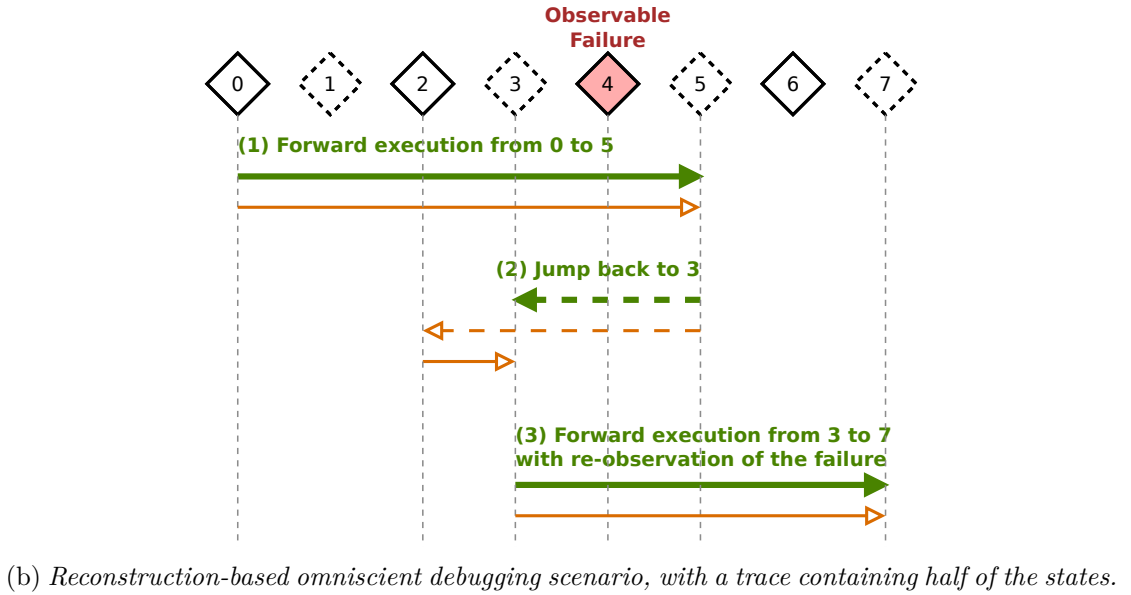 Observable
Failure
0 1 2 3 4 5 6 7
(1) Forward execution from 0 to 5
(2) Jump back to 3
(3) Forward execution from 3 to 7
with re-observation of the failure
(b) Reconstruction-based omniscient debugging scenario, with a trace containing half of the states.